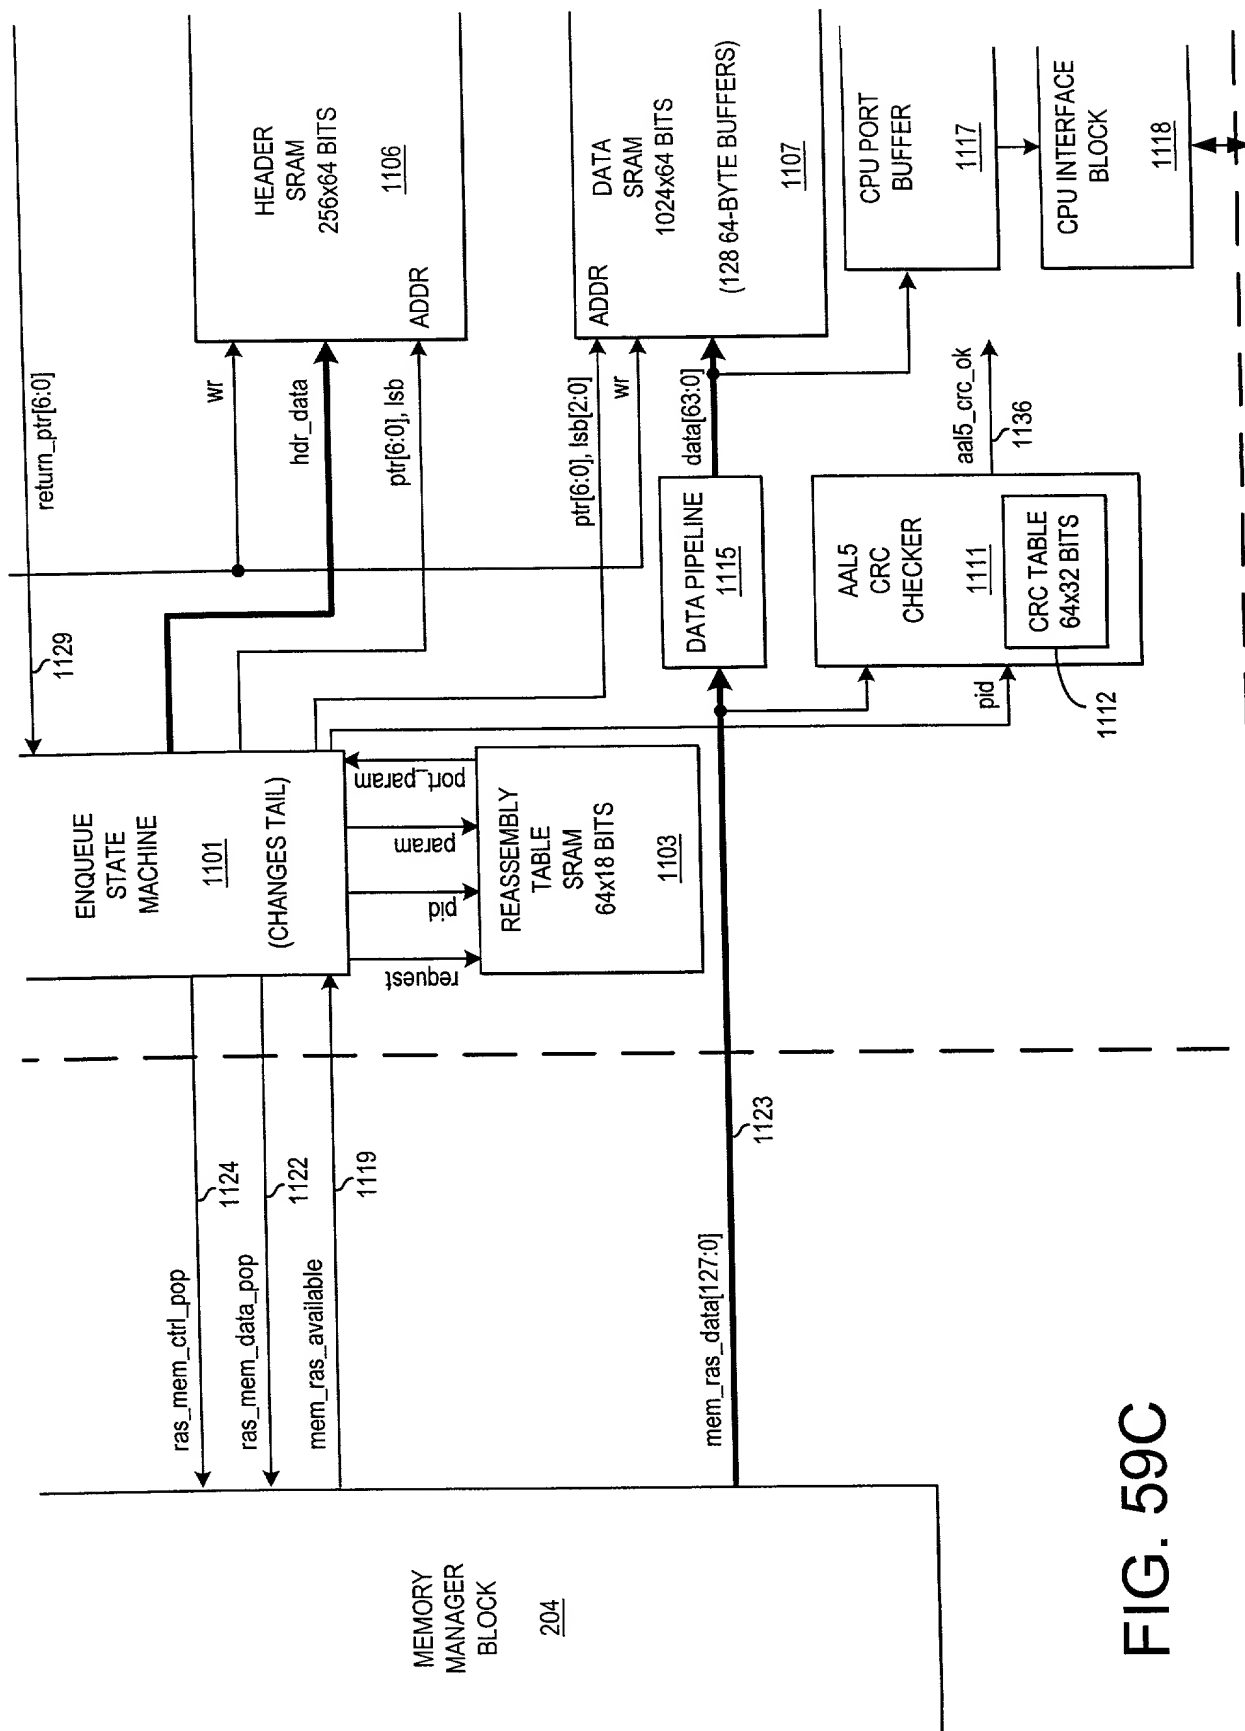 return_ptr[6:0]
1129
wr
hdr_data
ptr[6:0], lsb
HEADER
SRAM
256x64 BITS
1106
ADDR
ENQUEUE
STATE
MACHINE
1101
(CHANGES TAIL)
ras_mem_ctrl_pop
1124
ras_mem_data_pop
1122
mem_ras_available
1119
request
pid
param
port_param
REASSEMBLY
TABLE
SRAM
64x18 BITS
1103
ptr[6:0], lsb[2:0]
wr
ADDR
DATA
SRAM
1024x64 BITS
1107
(128 64-BYTE BUFFERS)
data[63:0]
DATA PIPELINE
1115
MEMORY
MANAGER
BLOCK
204
mem_ras_data[127:0]
1123
pid
AAL5
CRC
CHECKER
1111
CRC TABLE
64x32 BITS
1112
aal5_crc_ok
1136
CPU PORT
BUFFER
1117
CPU INTERFACE
BLOCK
1118
FIG. 59C